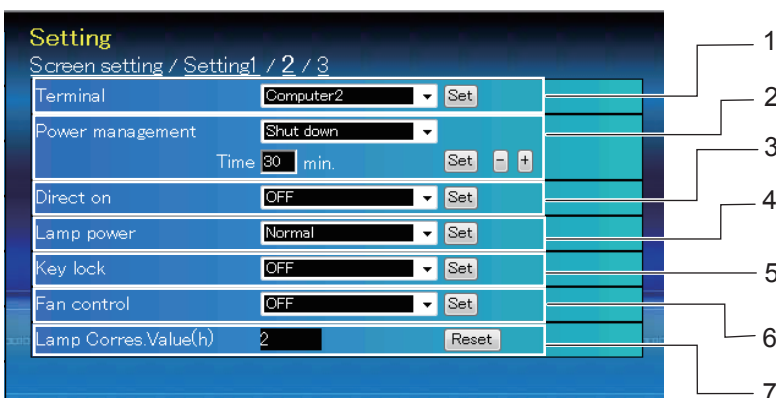 Setting
Screen setting / Setting1 / 2 / 3
Terminal Computer2 Set 1
Power management Shut down 2
Time 30 min. Set - + 3
Direct on OFF Set 4
Lamp power Normal Set
Key lock OFF Set 5
Fan control OFF Set 6
Lamp Corres.Value(h) 2 Reset 7